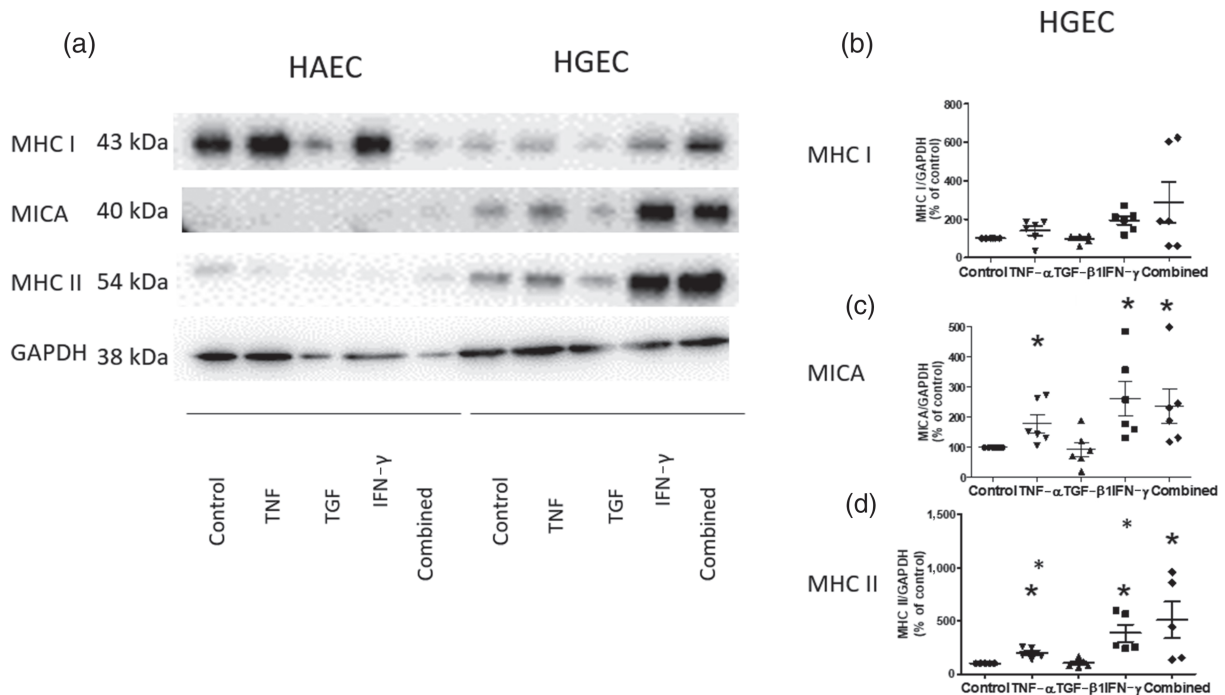 (a)
HAEC HGEC
MHC I 43 kDa
MICA 40 kDa
MHC II 54 kDa
GAPDH 38 kDa
Control TNF TGF IFN-γ Combined Control TNF TGF IFN-γ Combined
HGEC
(b)
MHC I
MHC I/GAPDH
(% of control)
800
600
400
200
0
Control TNF-α TGF-β1 IFN-γ Combined
(c)
MICA
MICA/GAPDH
(% of control)
500
400
300
200
100
0
* * *
Control TNF-α TGF-β1 IFN-γ Combined
(d)
MHC II
MHC II/GAPDH
(% of control)
1,500
1,000
500
0
* *
* * *
Control TNF-α TGF-β1 IFN-γ Combined